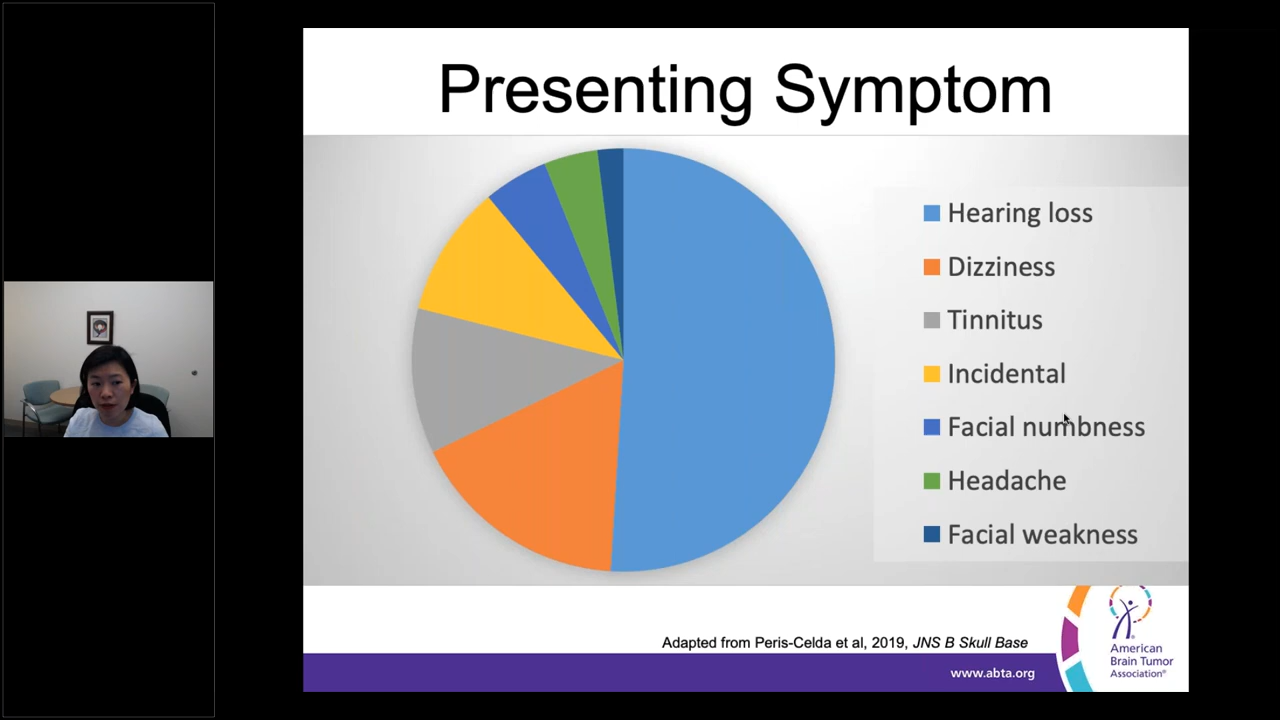 Presenting Symptom
Hearing loss
Dizziness
Tinnitus
Incidental
Facial numbness
Headache
Facial weakness
Adapted from Peris-Celda et al, 2019, JNS B Skull Base
www.abta.org
American
Brain Tumor
Association®